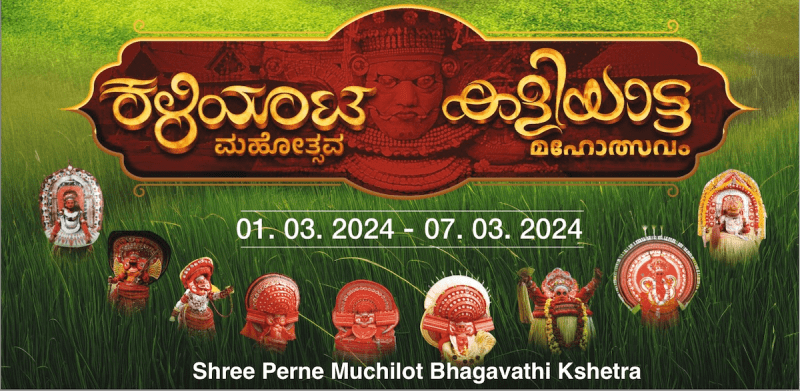 ಕಳಿಯಾಟ കളിയാട്ട
ಮಹೋತ್ಸವ മഹോത്സവം
01. 03. 2024 - 07. 03. 2024
Shree Perne Muchilot Bhagavathi Kshetra